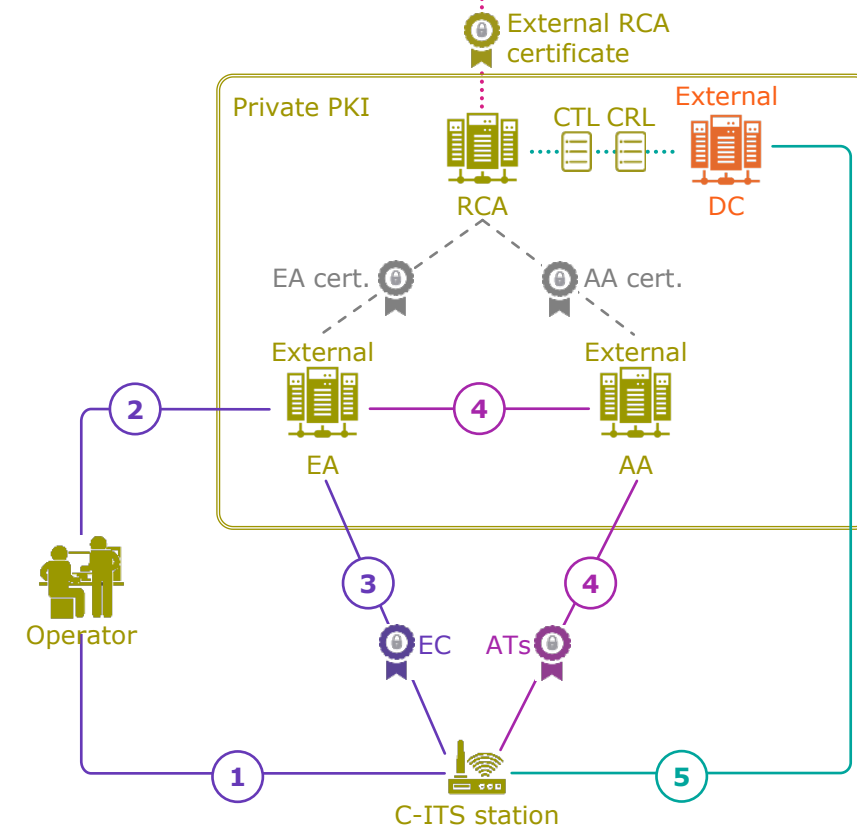 External RCA
certificate
Private PKI
CTL CRL
External
RCA
DC
EA cert.
AA cert.
External
External
2
4
EA
AA
3
4
Operator
EC
ATs
1
5
C-ITS station